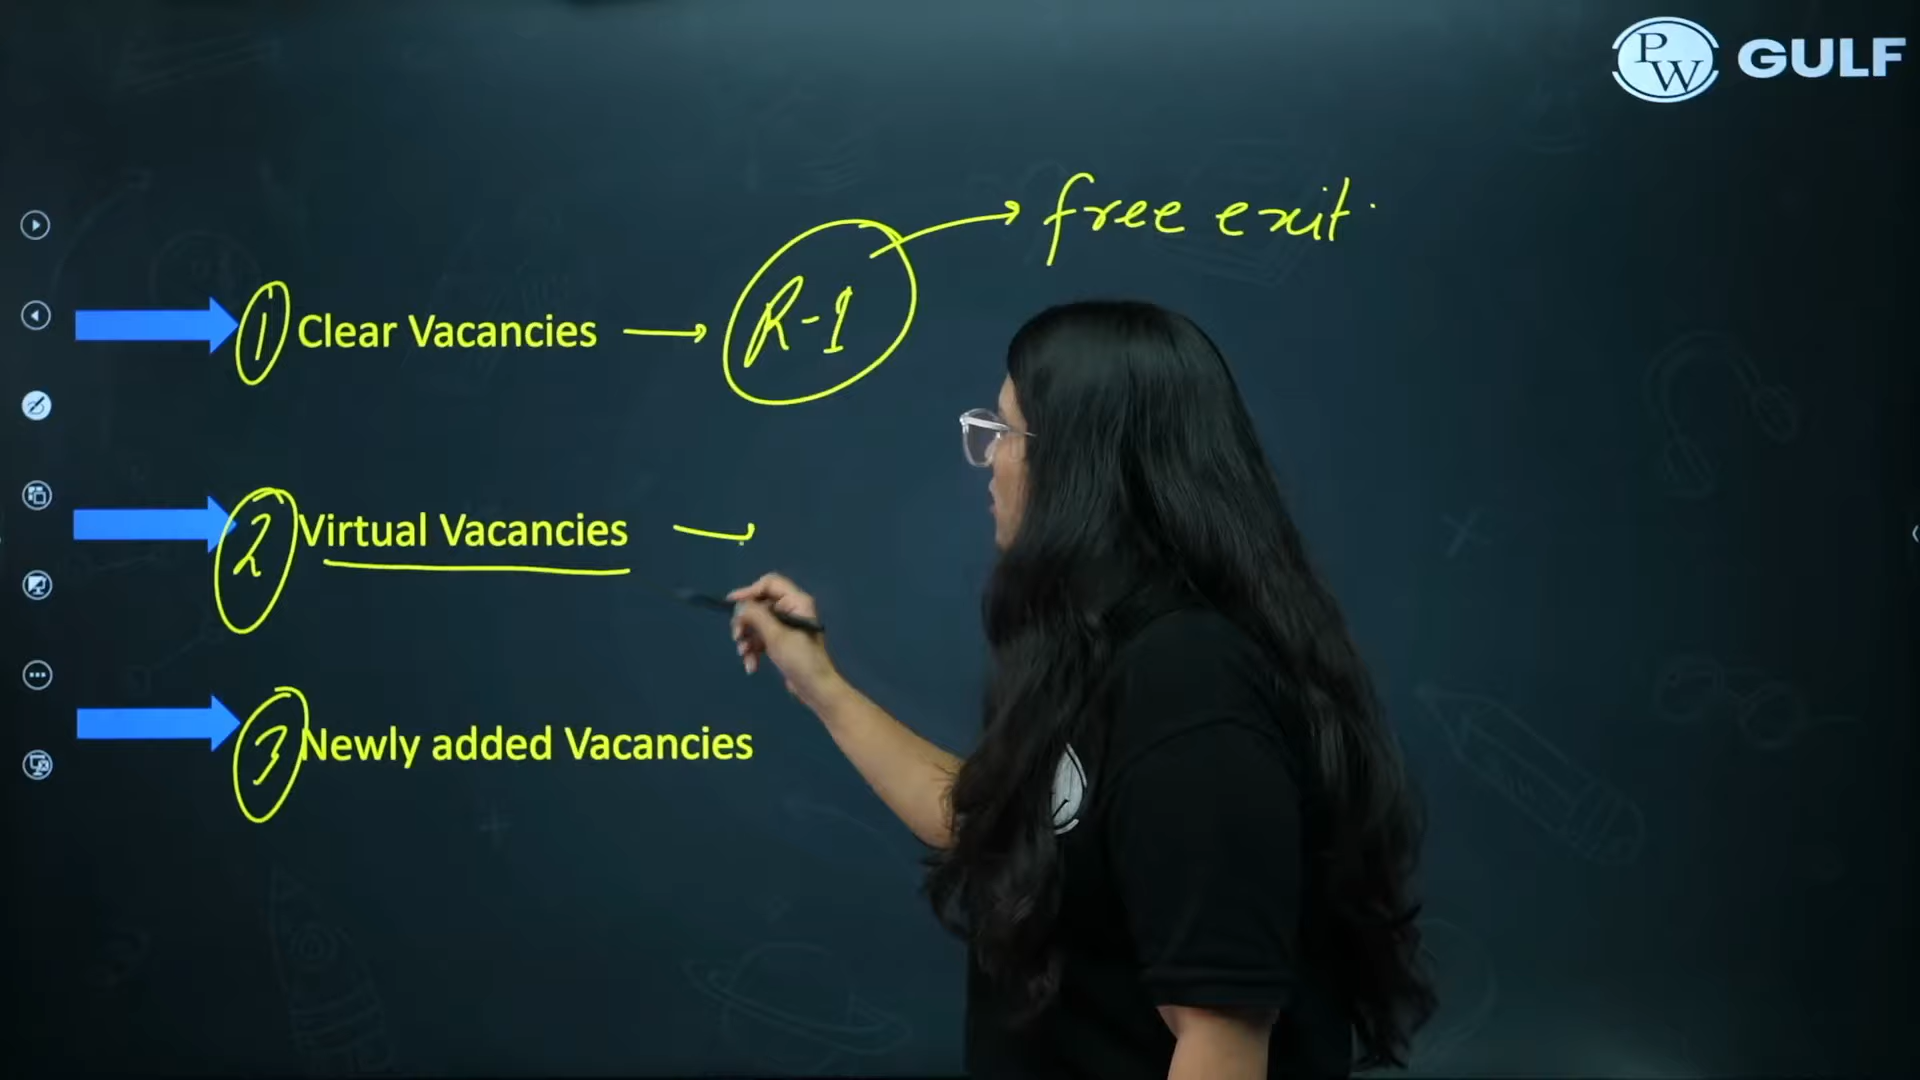 PW GULF
free exit.
1 Clear Vacancies → R-1
2 Virtual Vacancies →
3 Newly added Vacancies